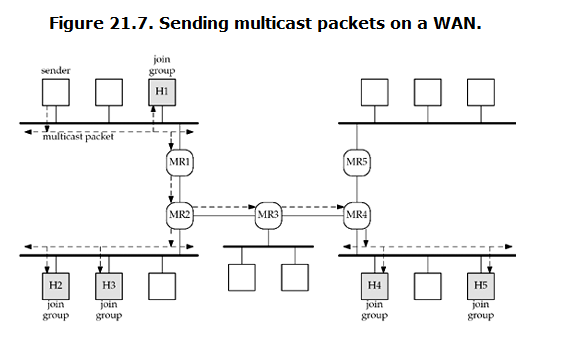 Figure 21.7. Sending multicast packets on a WAN.
sender
join
group
H1
multicast packet
MR1
MR5
MR2
MR3
MR4
H2
H3
H4
H5
join
group
join
group
join
group
join
group